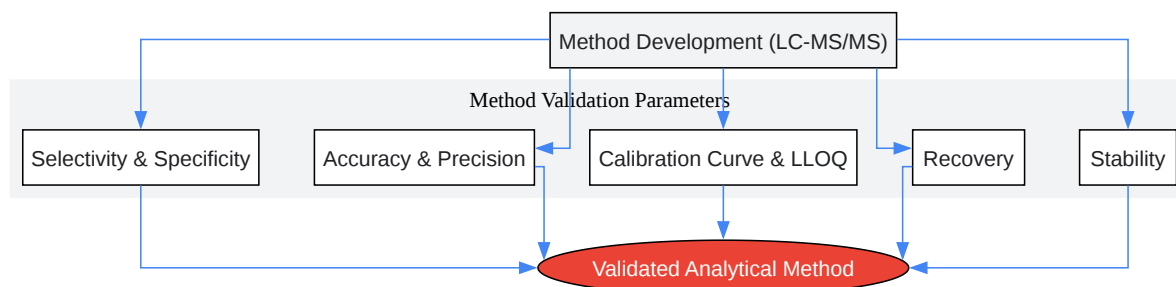 Method Development (LC-MS/MS)
Method Validation Parameters
Selectivity & Specificity
Accuracy & Precision
Calibration Curve & LLOQ
Recovery
Stability
Validated Analytical Method